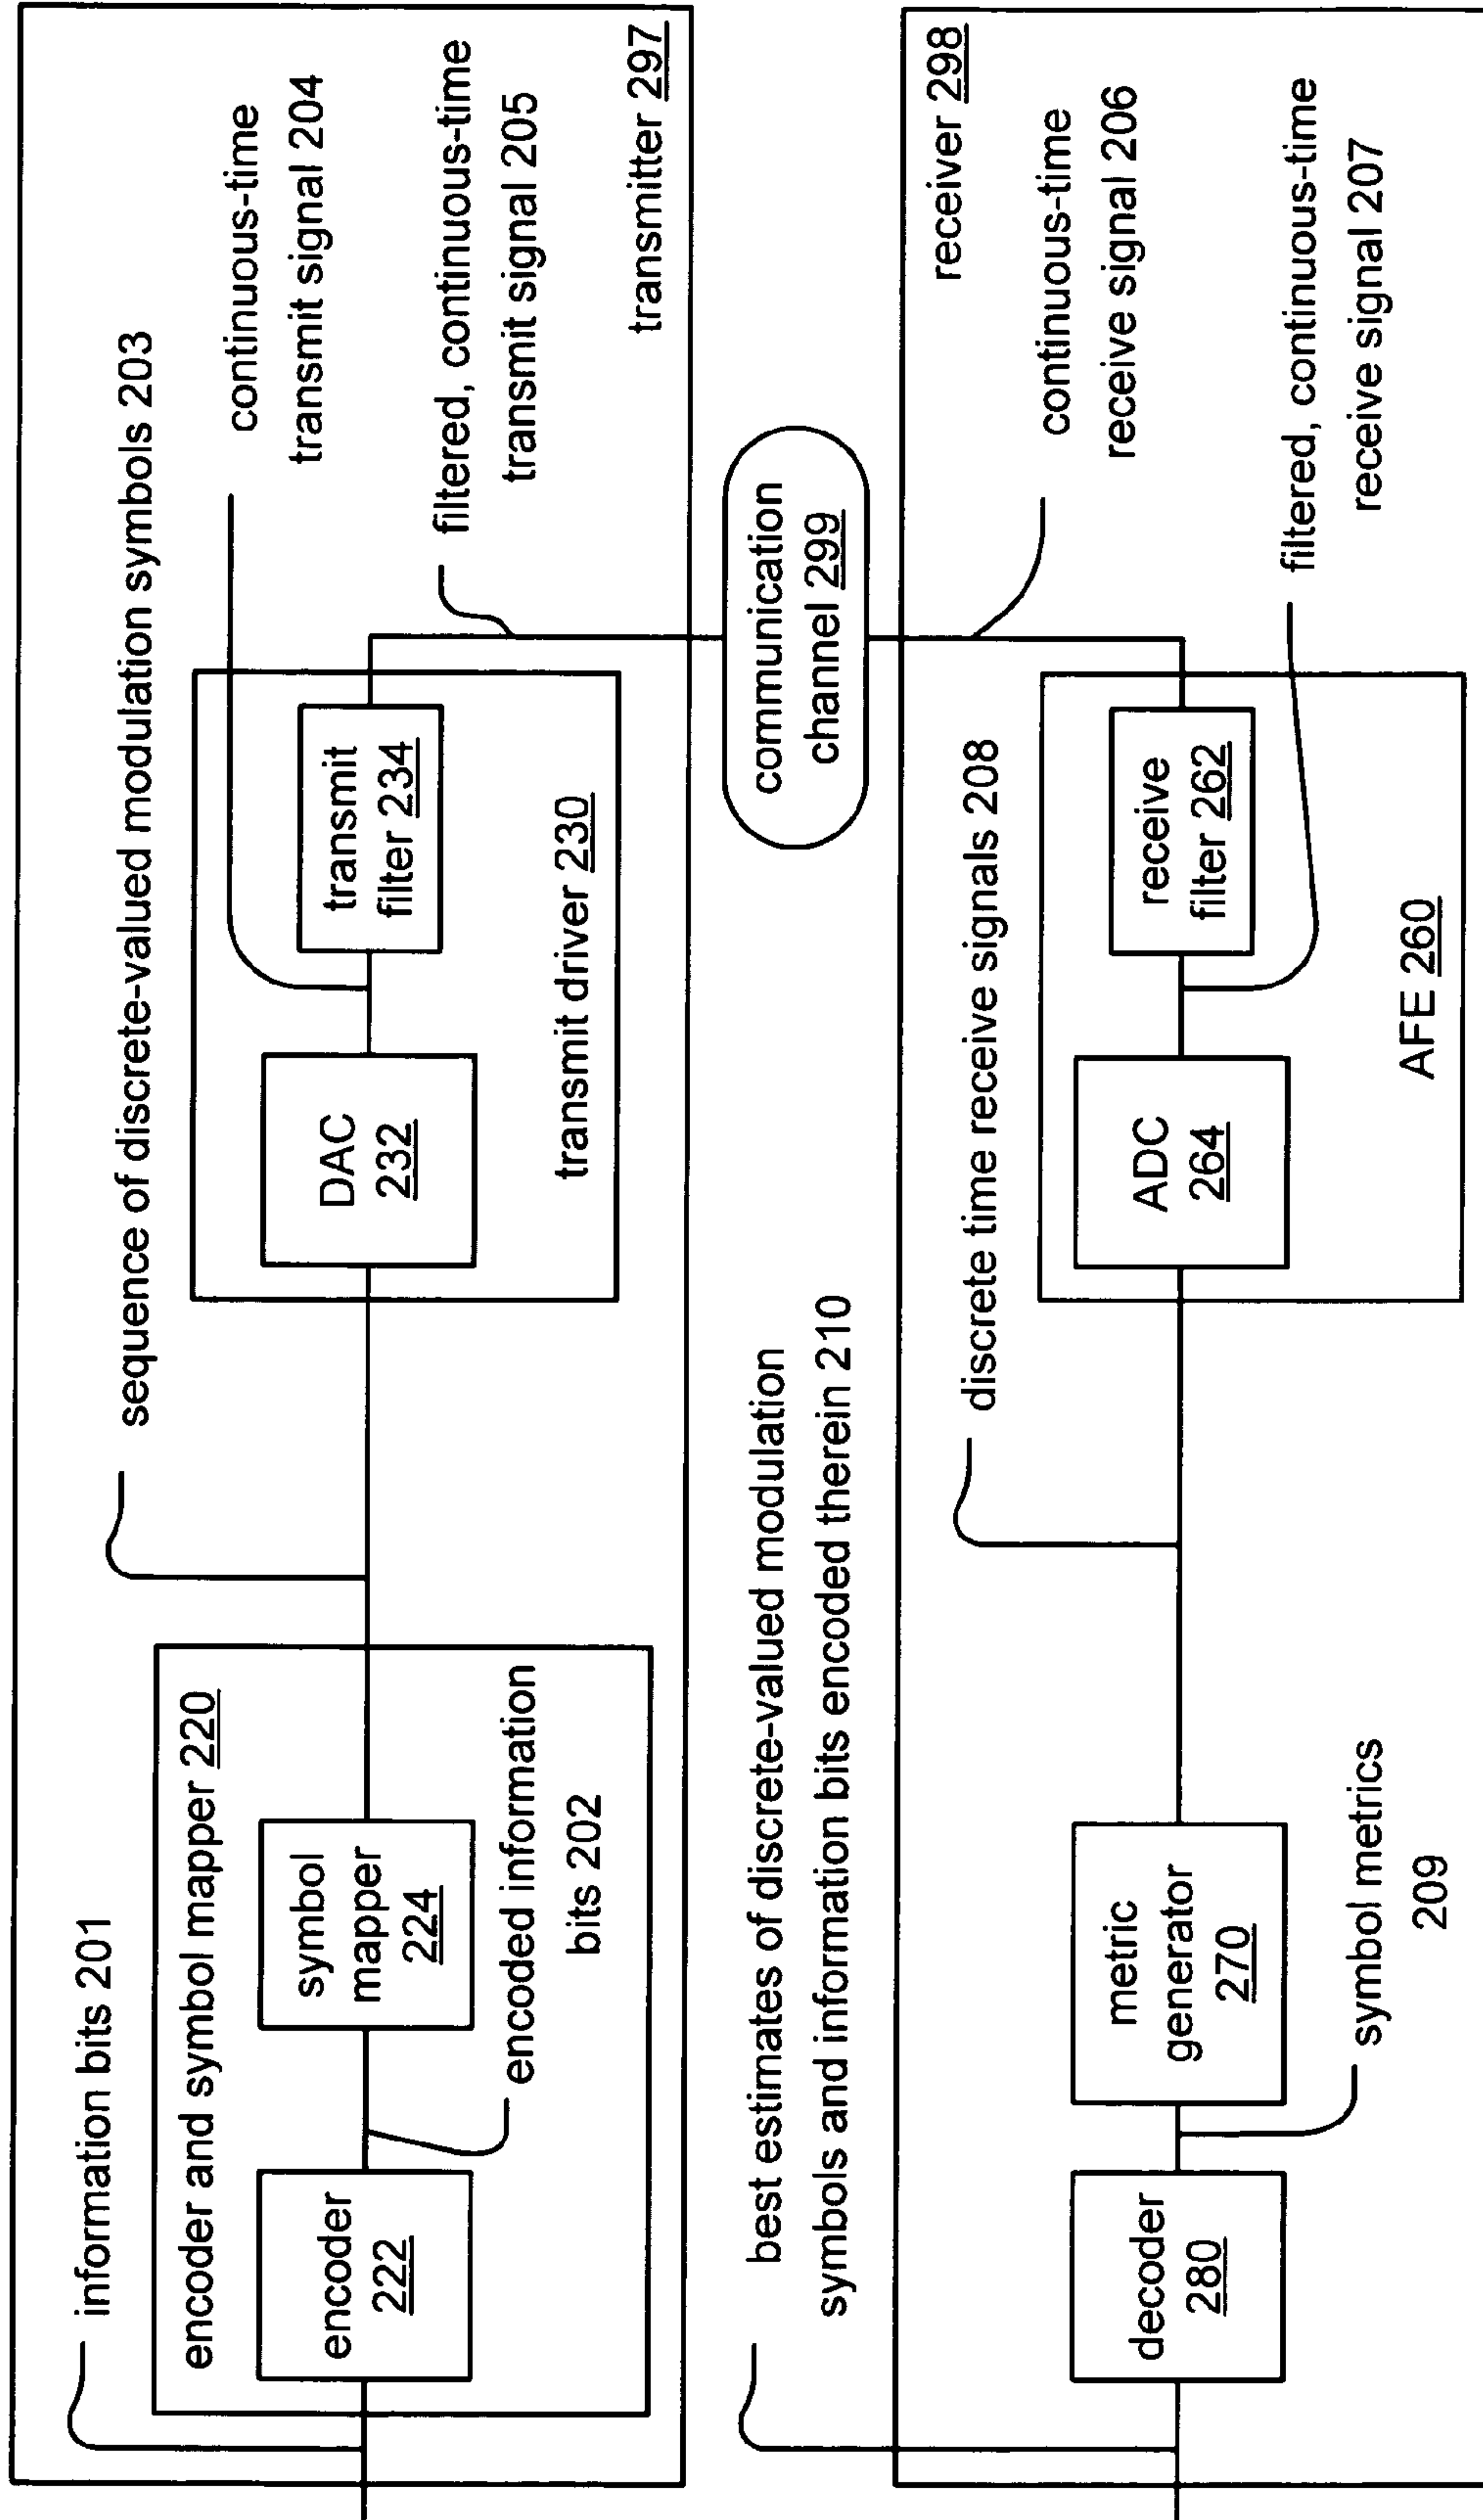 information bits 201
sequence of discrete-valued modulation symbols 203
encoder and symbol mapper 220
encoder
222
symbol
mapper
224
encoded information
bits 202
DAC
232
transmit
filter 234
transmit driver 230
continuous-time
transmit signal 204
filtered, continuous-time
transmit signal 205
transmitter 297
communication
channel 299
best estimates of discrete-valued modulation
symbols and information bits encoded therein 210
receiver 298
discrete time receive signals 208
decoder
280
metric
generator
270
symbol metrics
209
ADC
264
receive
filter 262
AFE 260
continuous-time
receive signal 206
filtered, continuous-time
receive signal 207